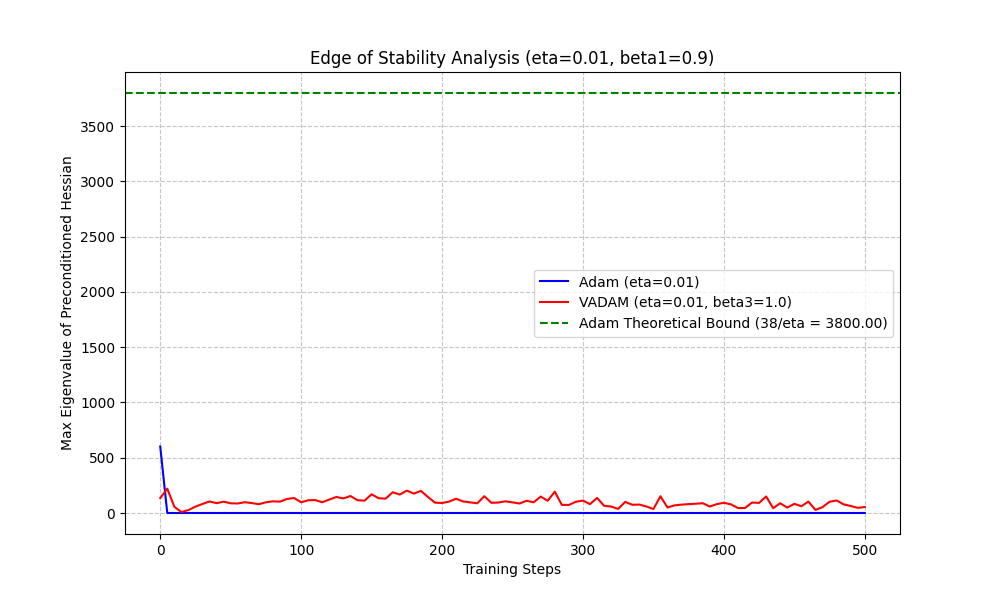 Edge of Stability Analysis (eta=0.01, beta1=0.9)
Max Eigenvalue of Preconditioned Hessian
3500
3000
2500
2000
1500
1000
500
0
Adam (eta=0.01)
VADAM (eta=0.01, beta3=1.0)
Adam Theoretical Bound (38/eta = 3800.00)
0 100 200 300 400 500
Training Steps